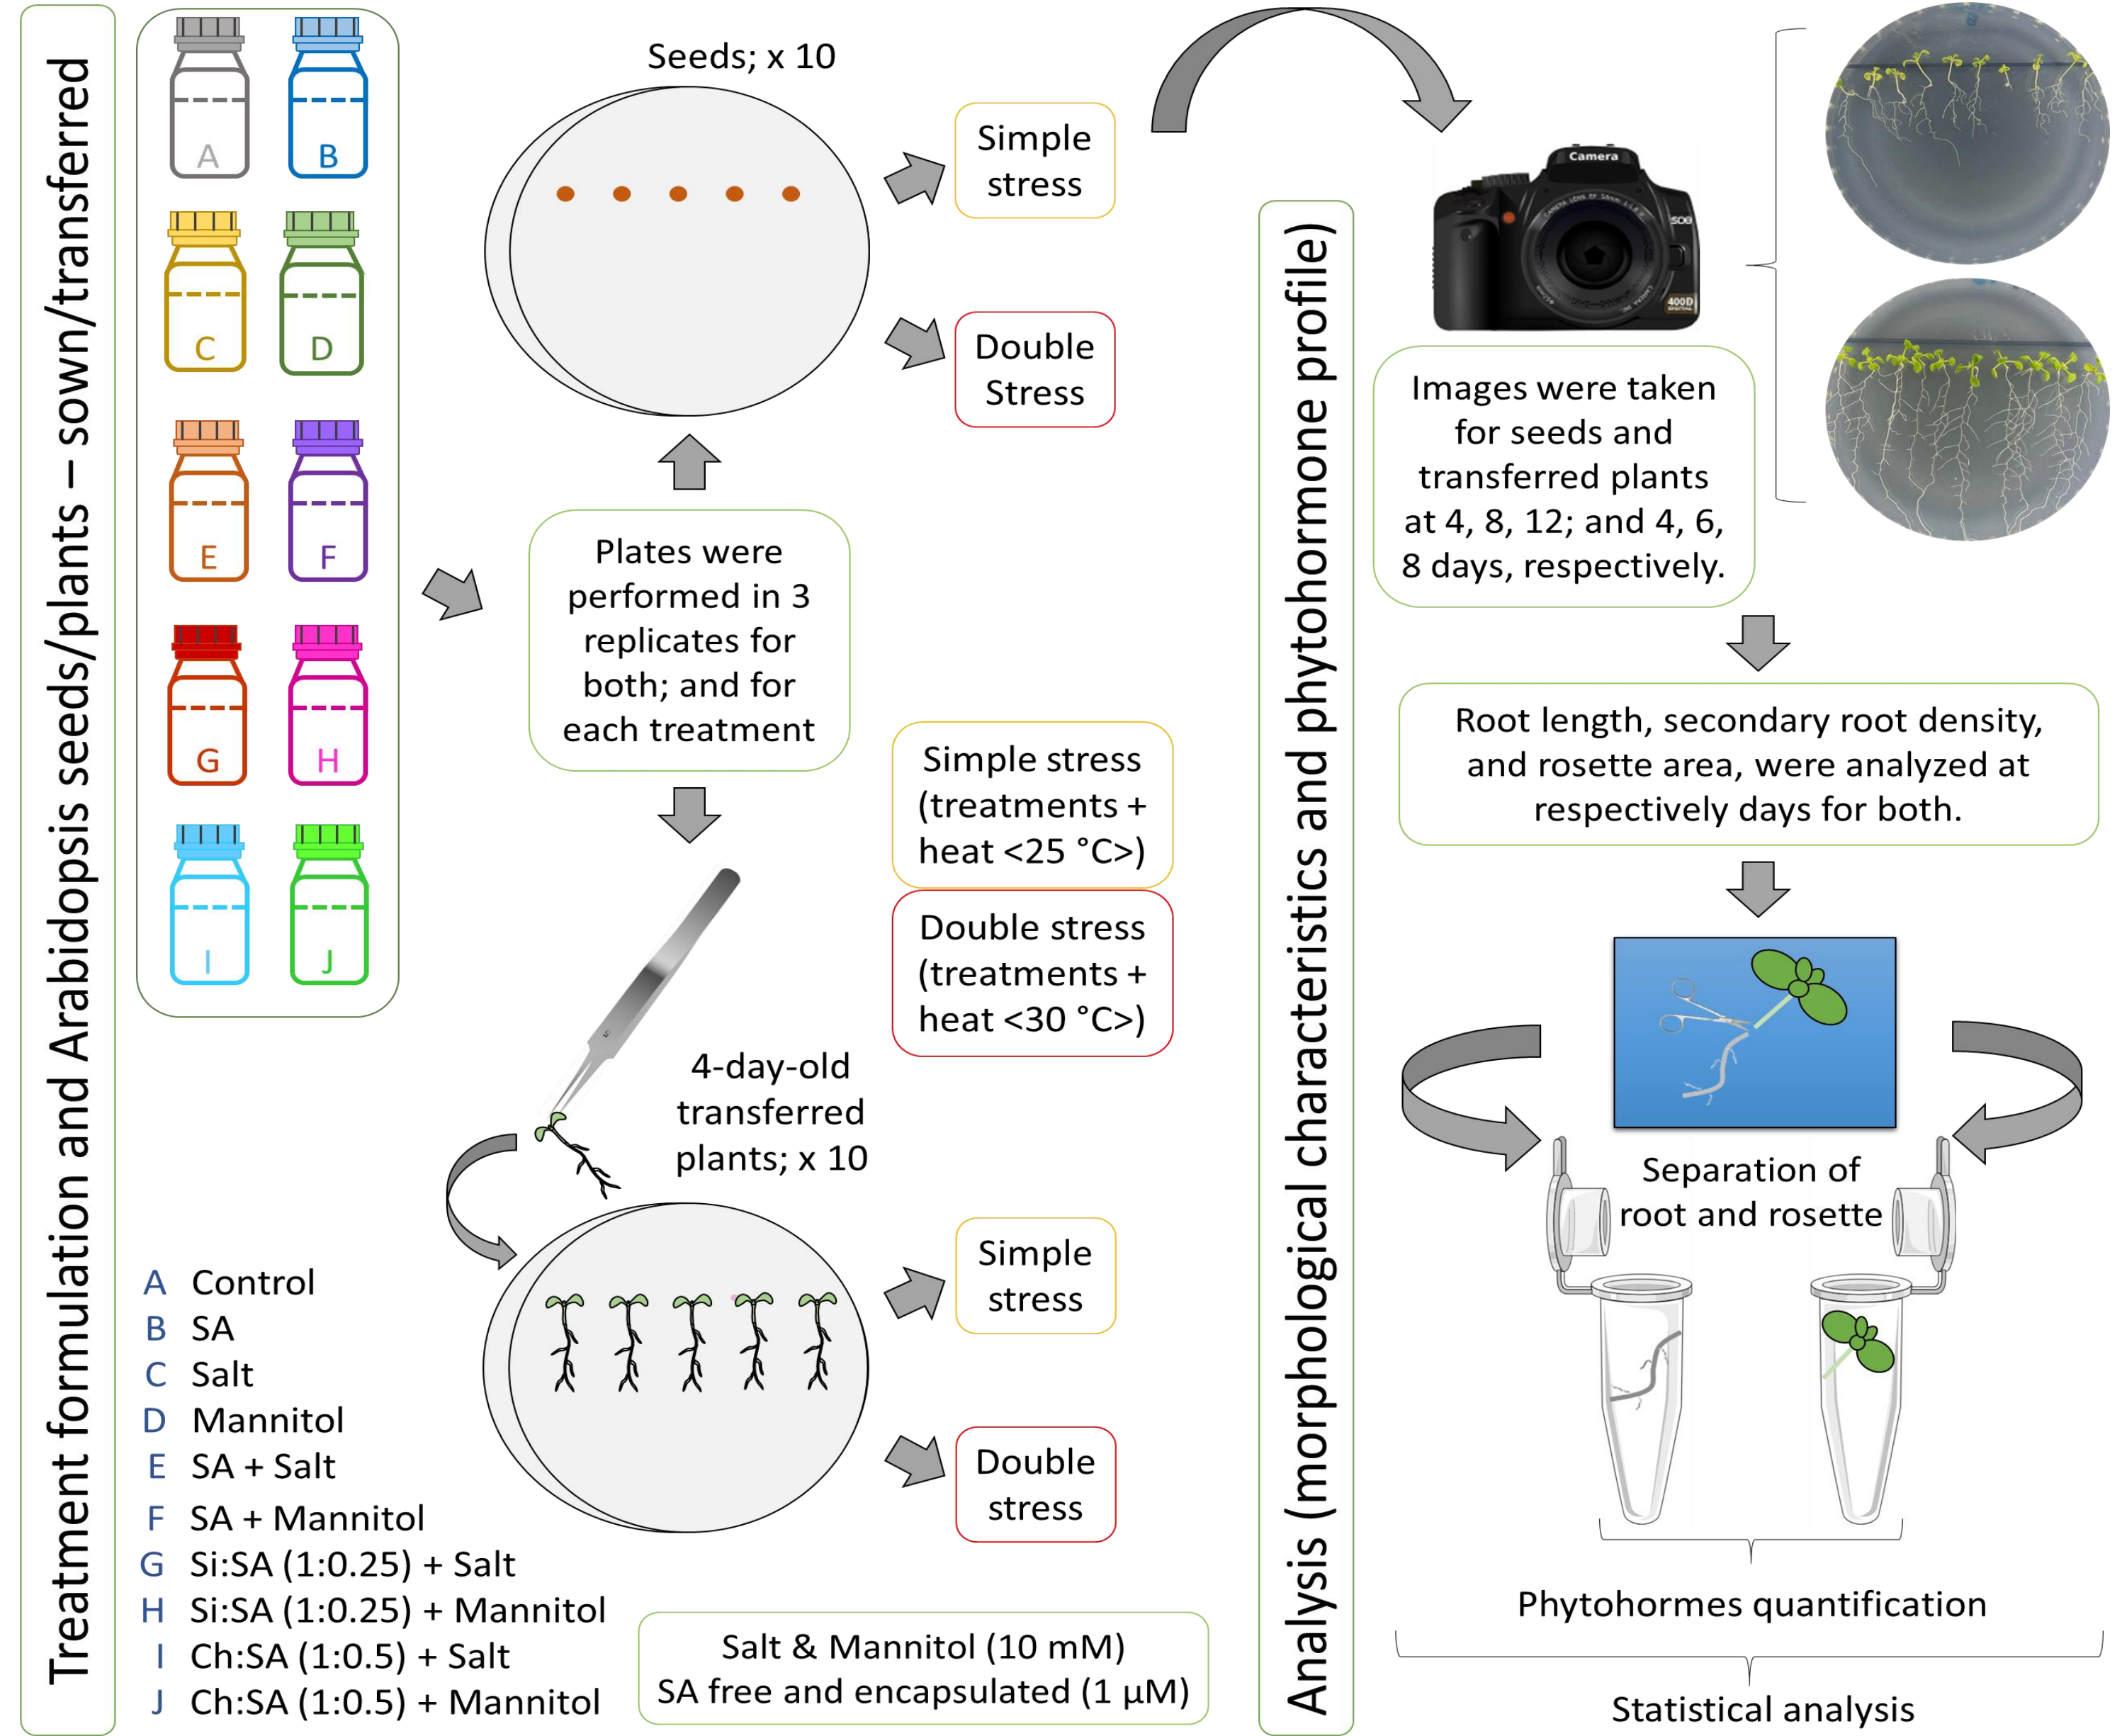 Treatment formulation and Arabidopsis seeds/plants – sown/transferred
A
B
C
D
E
F
G
H
I
J
Seeds; x 10
Simple
stress
Double
Stress
Plates were
performed in 3
replicates for
both; and for
each treatment
Simple stress
(treatments +
heat <25 °C>)
Double stress
(treatments +
heat <30 °C>)
4-day-old
transferred
plants; x 10
Simple
stress
Double
stress
A Control
B SA
C Salt
D Mannitol
E SA + Salt
F SA + Mannitol
G Si:SA (1:0.25) + Salt
H Si:SA (1:0.25) + Mannitol
I Ch:SA (1:0.5) + Salt
J Ch:SA (1:0.5) + Mannitol
Salt & Mannitol (10 mM)
SA free and encapsulated (1 µM)
Analysis (morphological characteristics and phytohormone profile)
Camera
400D
DIGITAL
Images were taken
for seeds and
transferred plants
at 4, 8, 12; and 4, 6,
8 days, respectively.
Root length, secondary root density,
and rosette area, were analyzed at
respectively days for both.
Separation of
root and rosette
Phytohormes quantification
Statistical analysis